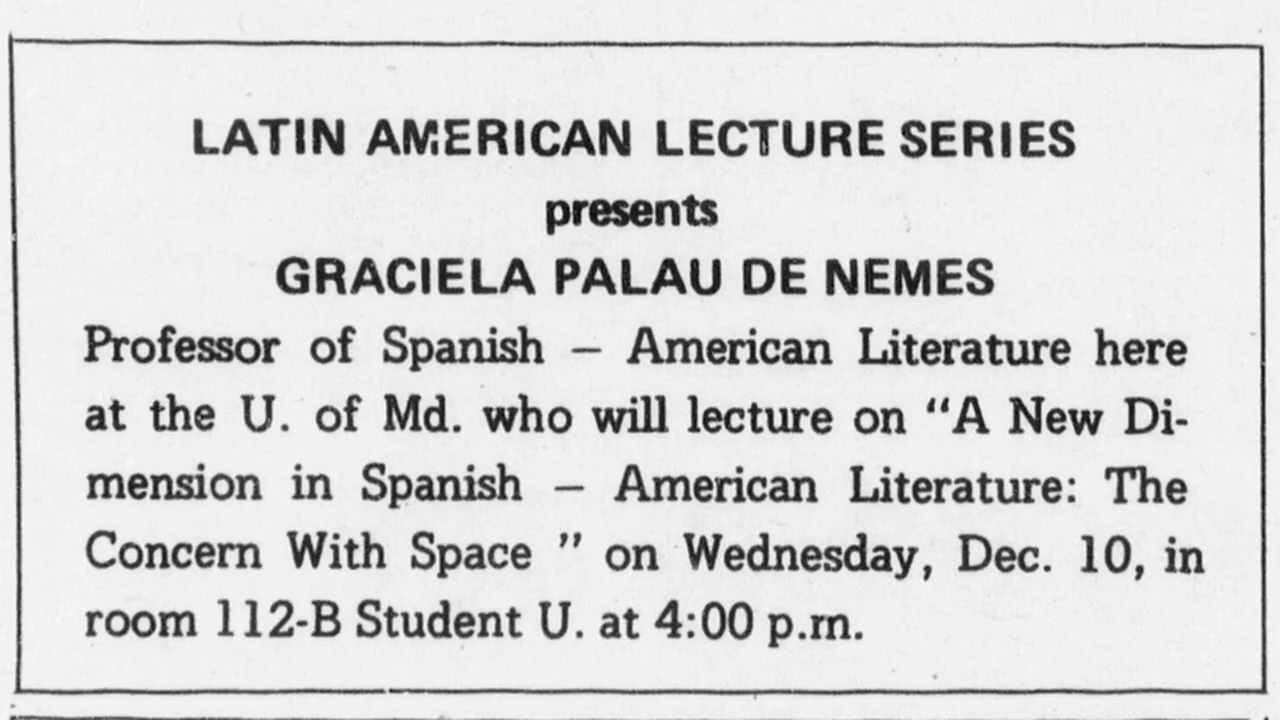 LATIN AMERICAN LECTURE SERIES
presents
GRACIELA PALAU DE NEMES
Professor of Spanish – American Literature here
at the U. of Md. who will lecture on “A New Di-
mension in Spanish – American Literature: The
Concern With Space ” on Wednesday, Dec. 10, in
room 112-B Student U. at 4:00 p.m.